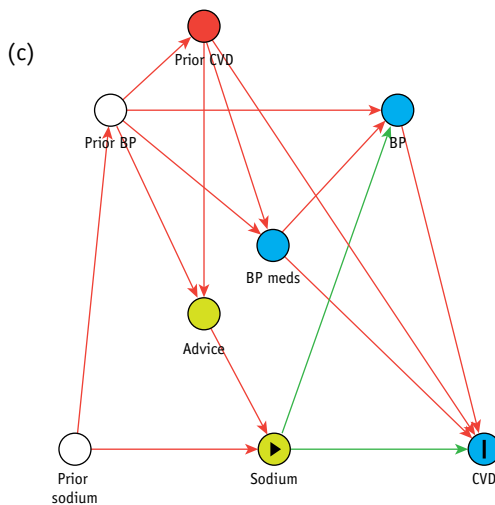 (c)
Prior CVD
Prior BP
BP
BP meds
Advice
Prior
sodium
Sodium
CVD